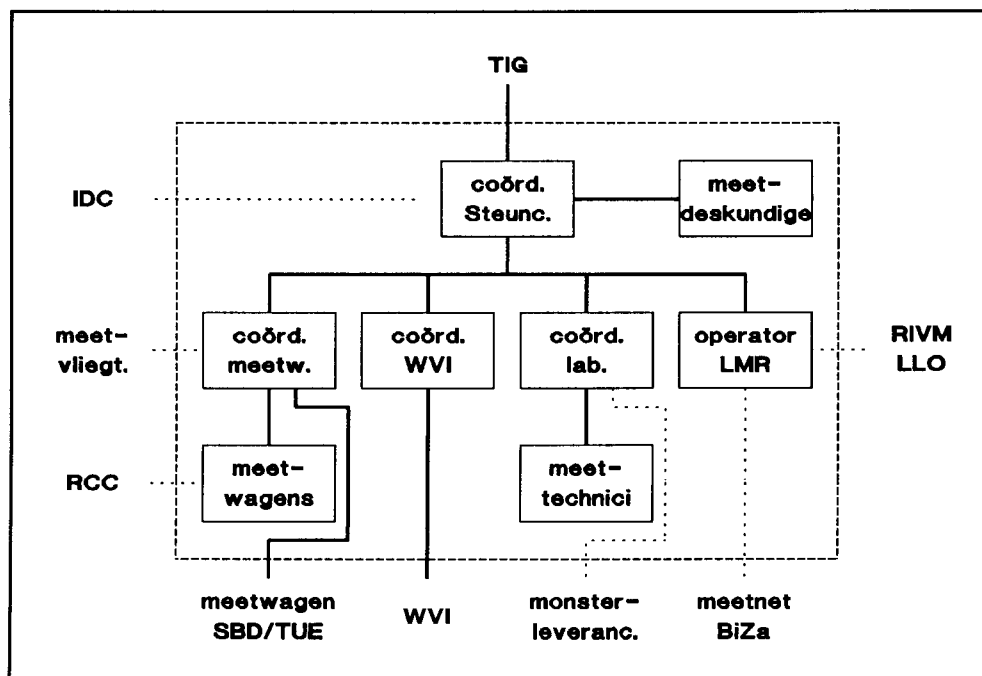 TIG
IDC
coörd.
Steunc.
meet-
deskundige
meet-
vliegt.
coörd.
meetw.
coörd.
WVI
coörd.
lab.
operator
LMR
RIVM
LLO
RCC
meet-
wagens
meet-
technici
meetwagen
SBD/TUE
WVI
monster-
leveranc.
meetnet
BiZa